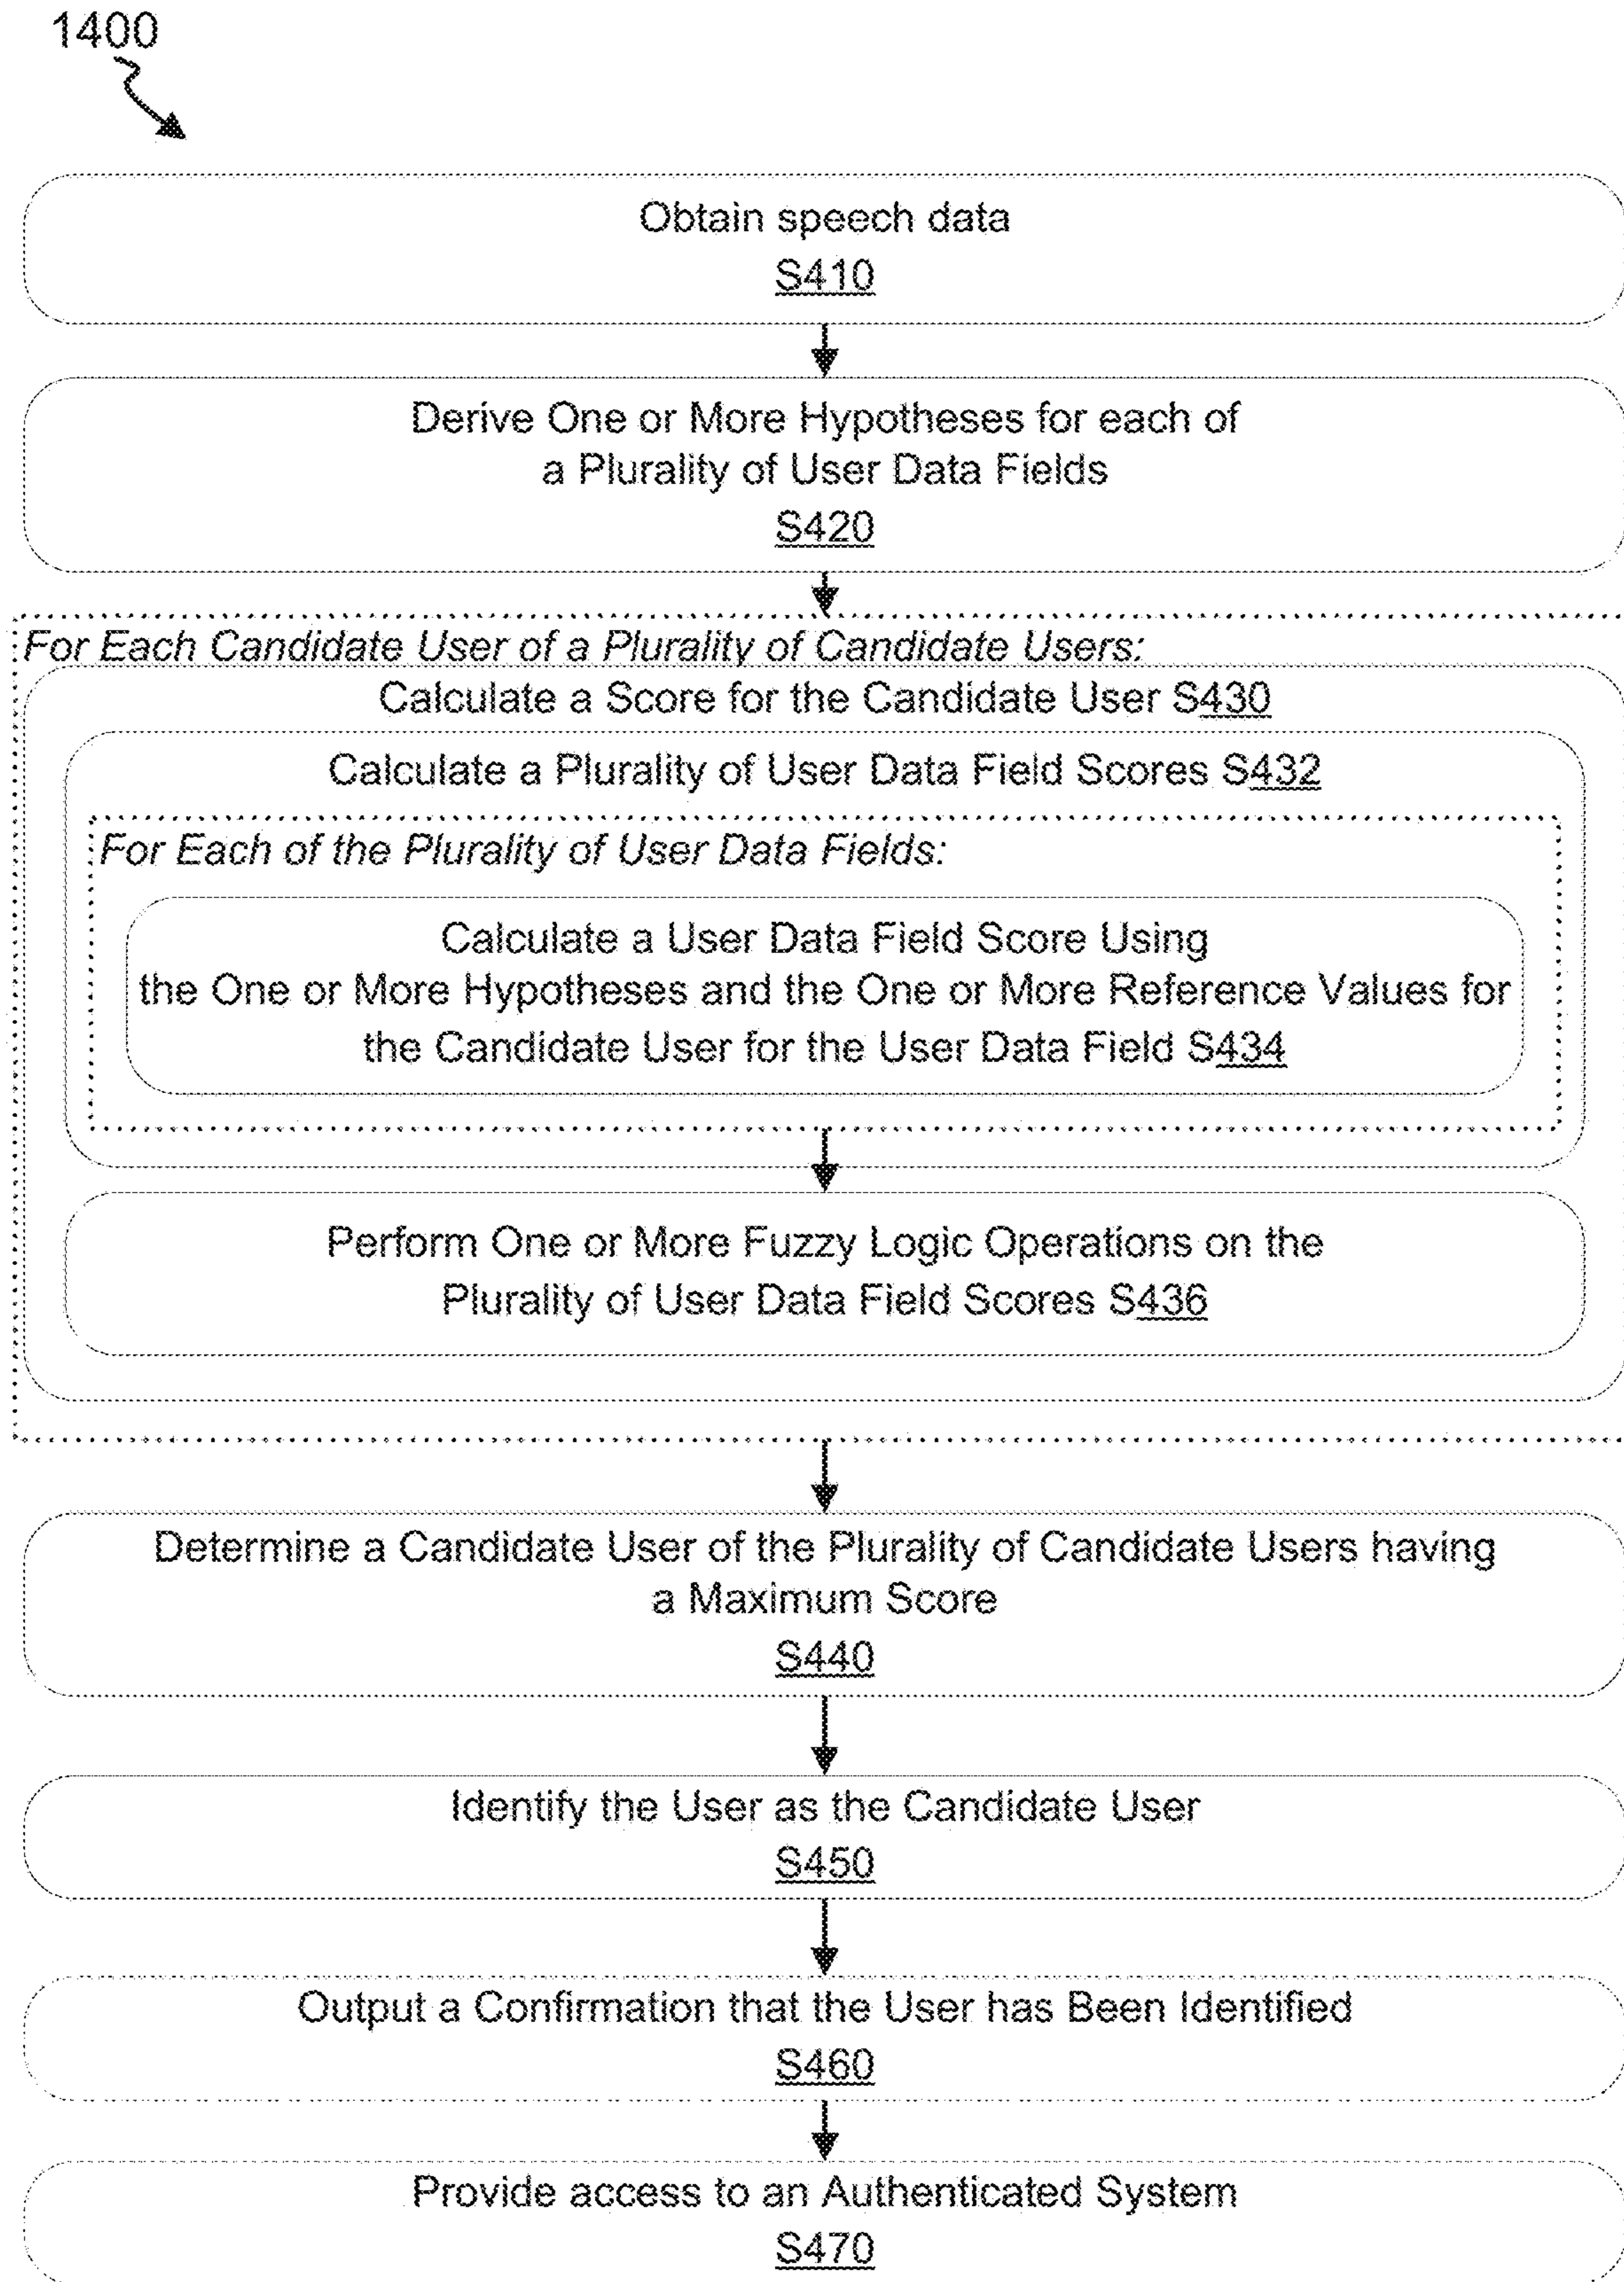 1400
Obtain speech data
S410
Derive One or More Hypotheses for each of
a Plurality of User Data Fields
S420
For Each Candidate User of a Plurality of Candidate Users:
Calculate a Score for the Candidate User S430
Calculate a Plurality of User Data Field Scores S432
For Each of the Plurality of User Data Fields:
Calculate a User Data Field Score Using
the One or More Hypotheses and the One or More Reference Values for
the Candidate User for the User Data Field S434
Perform One or More Fuzzy Logic Operations on the
Plurality of User Data Field Scores S436
Determine a Candidate User of the Plurality of Candidate Users having
a Maximum Score
S440
Identify the User as the Candidate User
S450
Output a Confirmation that the User has Been Identified
S460
Provide access to an Authenticated System
S470